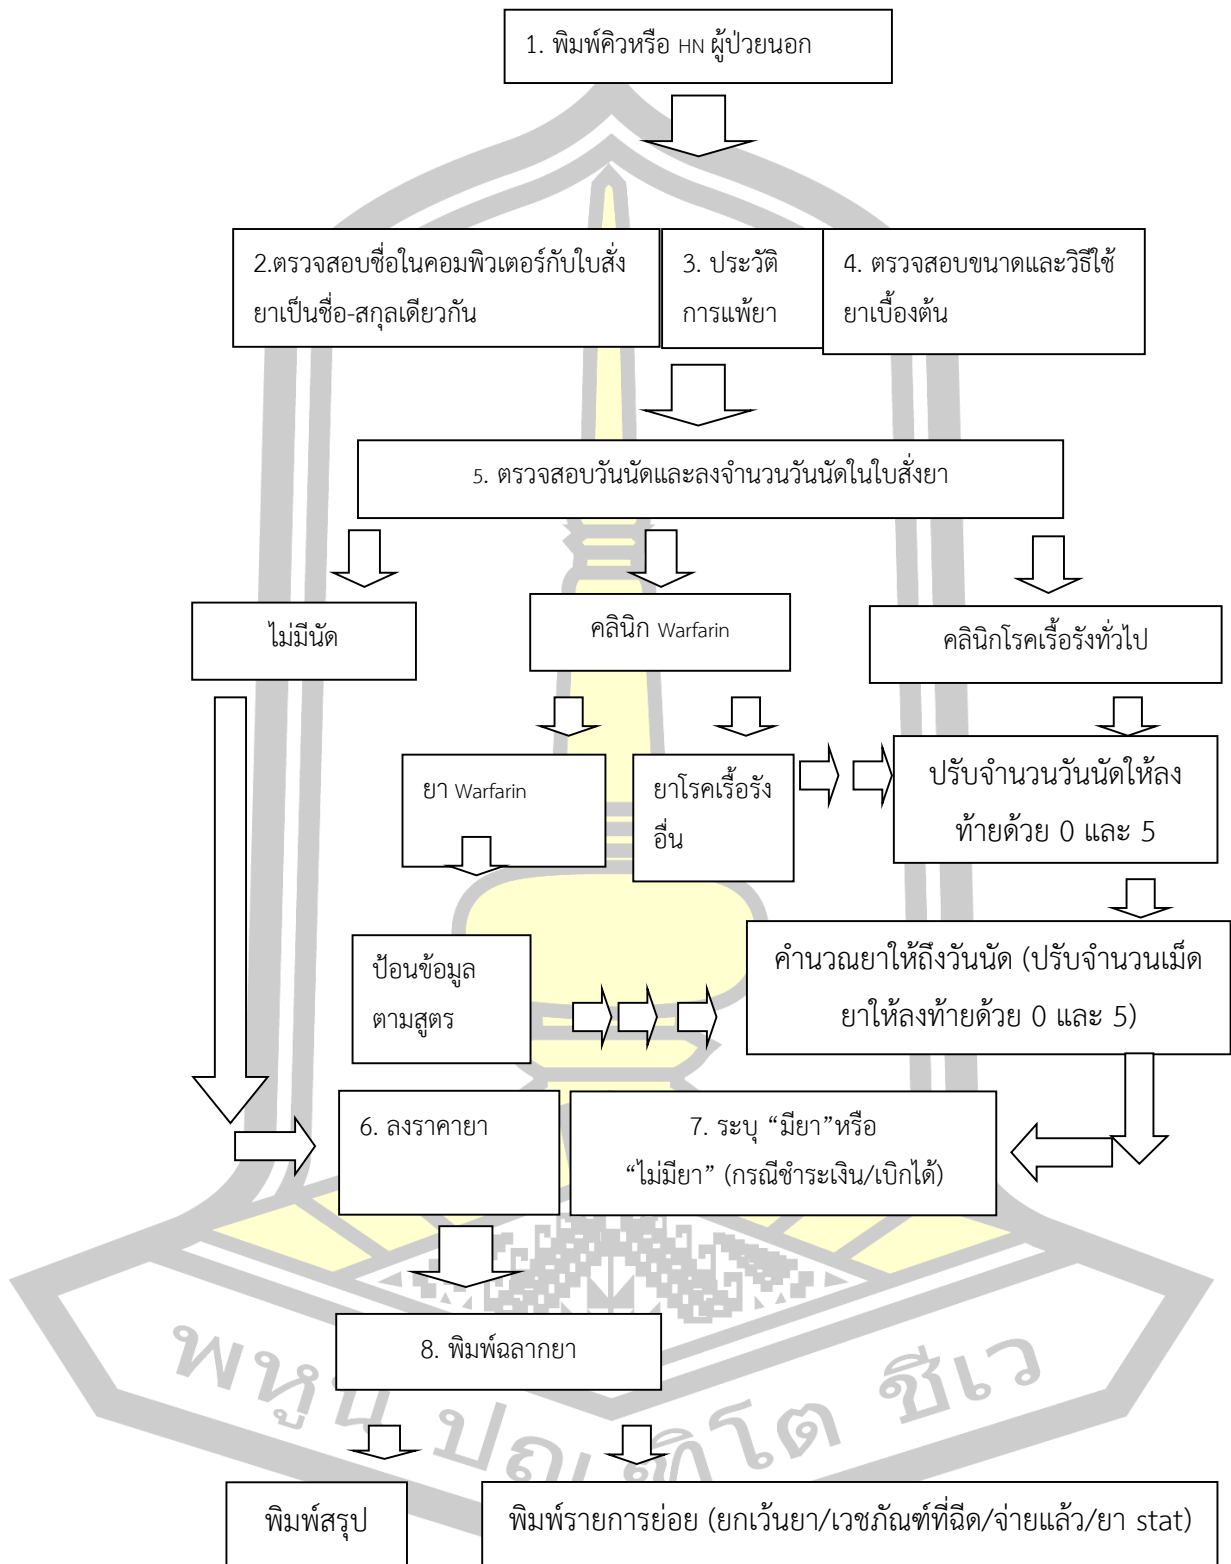 1. พิมพ์คิวหรือ HN ผู้ป่วยนอก
2.ตรวจสอบชื่อในคอมพิวเตอร์กับใบสั่ง
ยาเป็นชื่อ-สกุลเดียวกัน
3. ประวัติ
การแพ้ยา
4. ตรวจสอบขนาดและวิธีใช้
ยาเบื้องต้น
5. ตรวจสอบวันนัดและลงจำนวนวันนัดในใบสั่งยา
ไม่มีนัด
คลินิก Warfarin
คลินิกโรคเรื้อรังทั่วไป
ยา Warfarin
ยาโรคเรื้อรัง
อื่น
ปรับจำนวนวันนัดให้ลง
ท้ายด้วย 0 และ 5
ป้อนข้อมูล
ตามสูตร
คำนวณยาให้ถึงวันนัด (ปรับจำนวนเม็ด
ยาให้ลงท้ายด้วย 0 และ 5)
6. ลงราคายา
7. ระบุ “มียา”หรือ
“ไม่มียา” (กรณีชำระเงิน/เบิกได้)
8. พิมพ์ฉลากยา
พหูน ปณฺฑิโต ชีเว
พิมพ์สรุป
พิมพ์รายการย่อย (ยกเว้นยา/เวชภัณฑ์ที่ฉีด/จ่ายแล้ว/ยา stat)